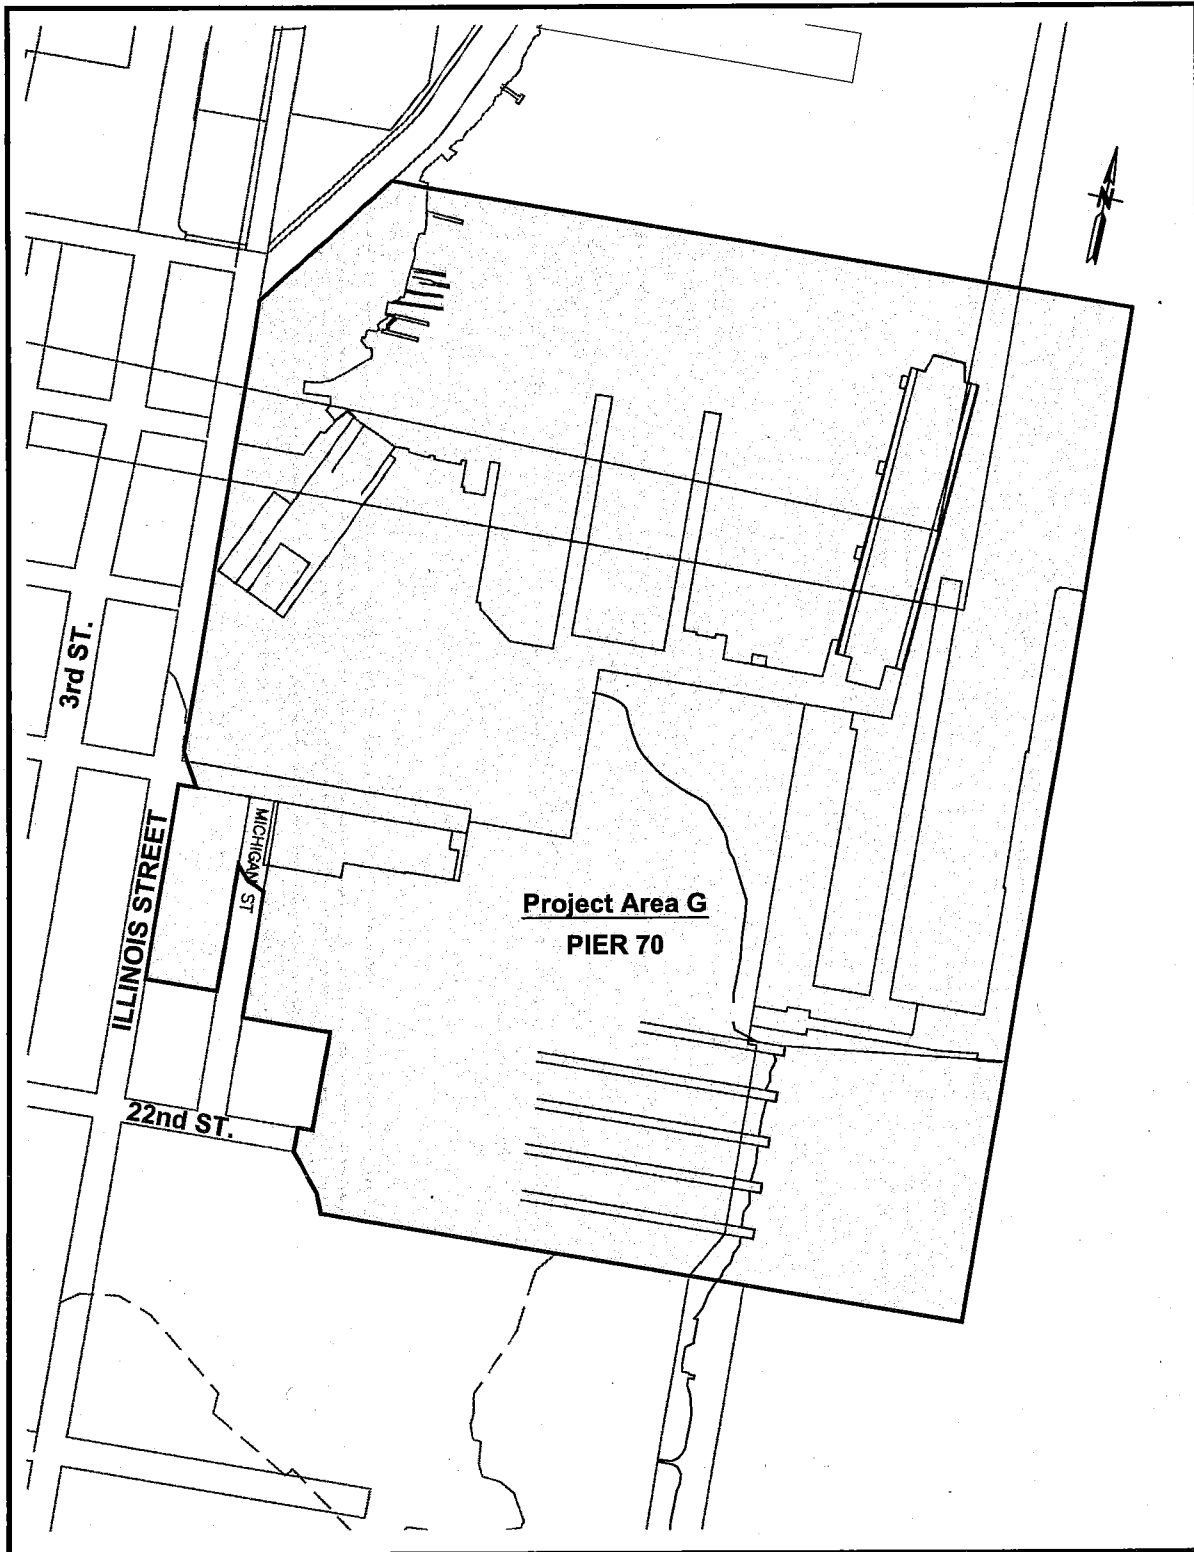 N
3rd ST.
ILLINOIS STREET
MICHIGAN ST
Project Area G
PIER 70
22nd ST.